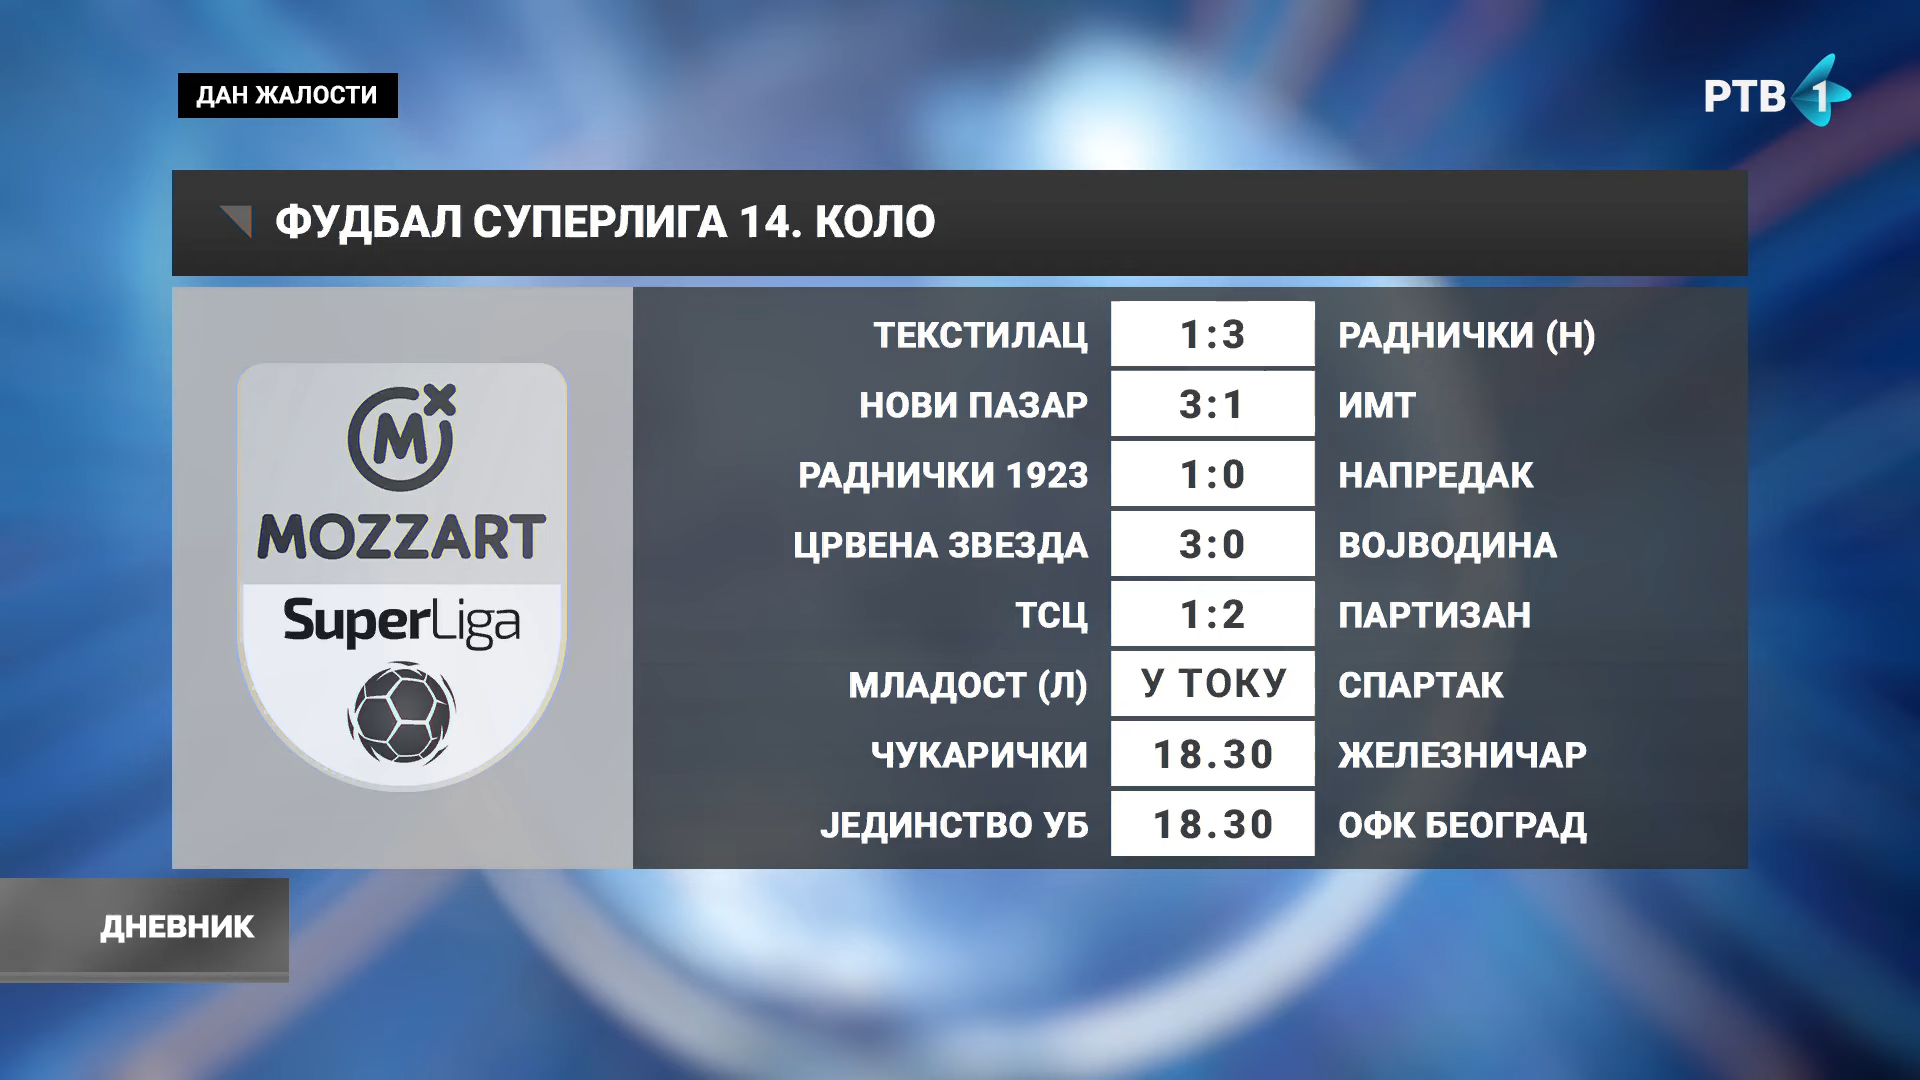 ДАН ЖАЛОСТИ
РТВ 1
ФУДБАЛ СУПЕРЛИГА 14. КОЛО
M
MOZZART
SuperLiga
ТЕКСТИЛАЦ 1:3 РАДНИЧКИ (Н)
НОВИ ПАЗАР 3:1 ИМТ
РАДНИЧКИ 1923 1:0 НАПРЕДАК
ЦРВЕНА ЗВЕЗДА 3:0 ВОЈВОДИНА
ТСЦ 1:2 ПАРТИЗАН
МЛАДОСТ (Л) У ТОКУ СПАРТАК
ЧУКАРИЧКИ 18.30 ЖЕЛЕЗНИЧАР
ЈЕДИНСТВО УБ 18.30 ОФК БЕОГРАД
ДНЕВНИК